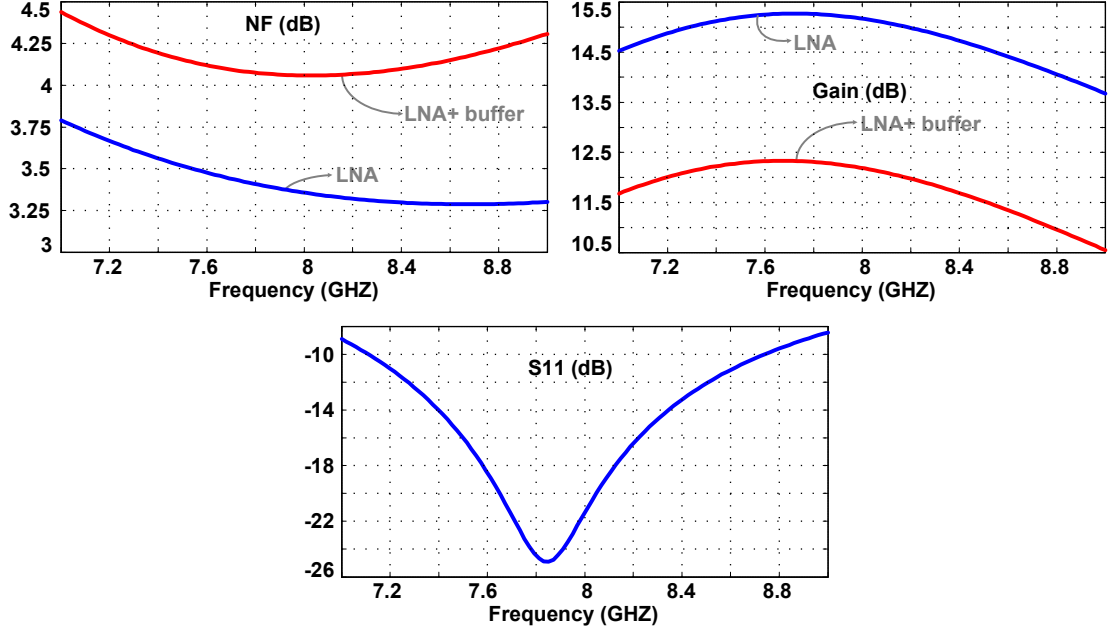 NF (dB)
4.5
4.25
4
3.75
3.5
3.25
3
LNA+ buffer
LNA
7.2 7.6 8 8.4 8.8
Frequency (GHZ)
15.5
14.5
13.5
12.5
11.5
10.5
LNA
Gain (dB)
LNA+ buffer
7.2 7.6 8 8.4 8.8
Frequency (GHZ)
S11 (dB)
-10
-14
-18
-22
-26
7.2 7.6 8 8.4 8.8
Frequency (GHZ)